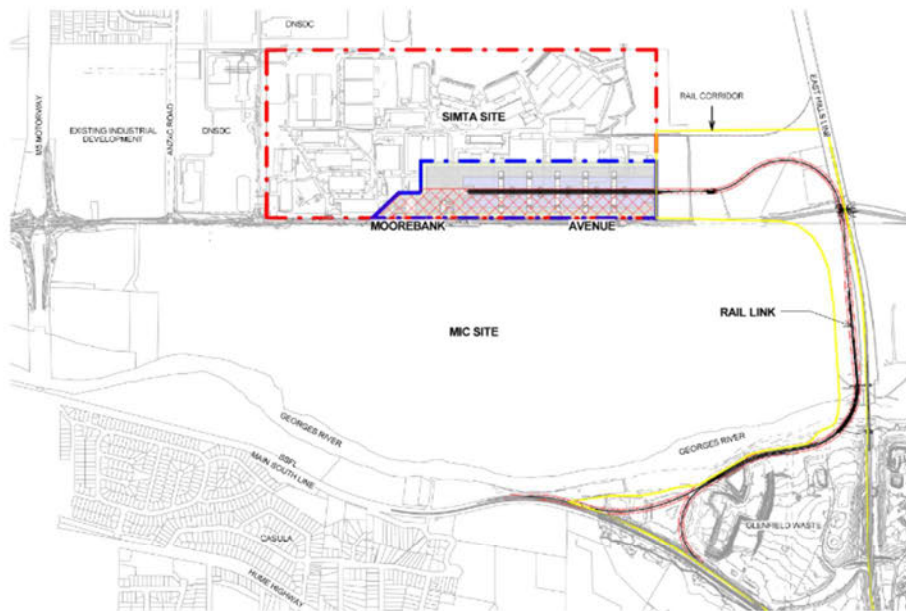 DNSDC
M5 MOTORWAY
EXISTING INDUSTRIAL
DEVELOPMENT
ANZAC ROAD
DNSDC
SIMTA SITE
RAIL CORRIDOR
EAST HILLS LINE
MOOREBANK
AVENUE
MIC SITE
RAIL LINK
GEORGES RIVER
GEORGES RIVER
SSFL
MAIN SOUTH LINE
GLENFIELD WASTE
CASULA
HUME HIGHWAY